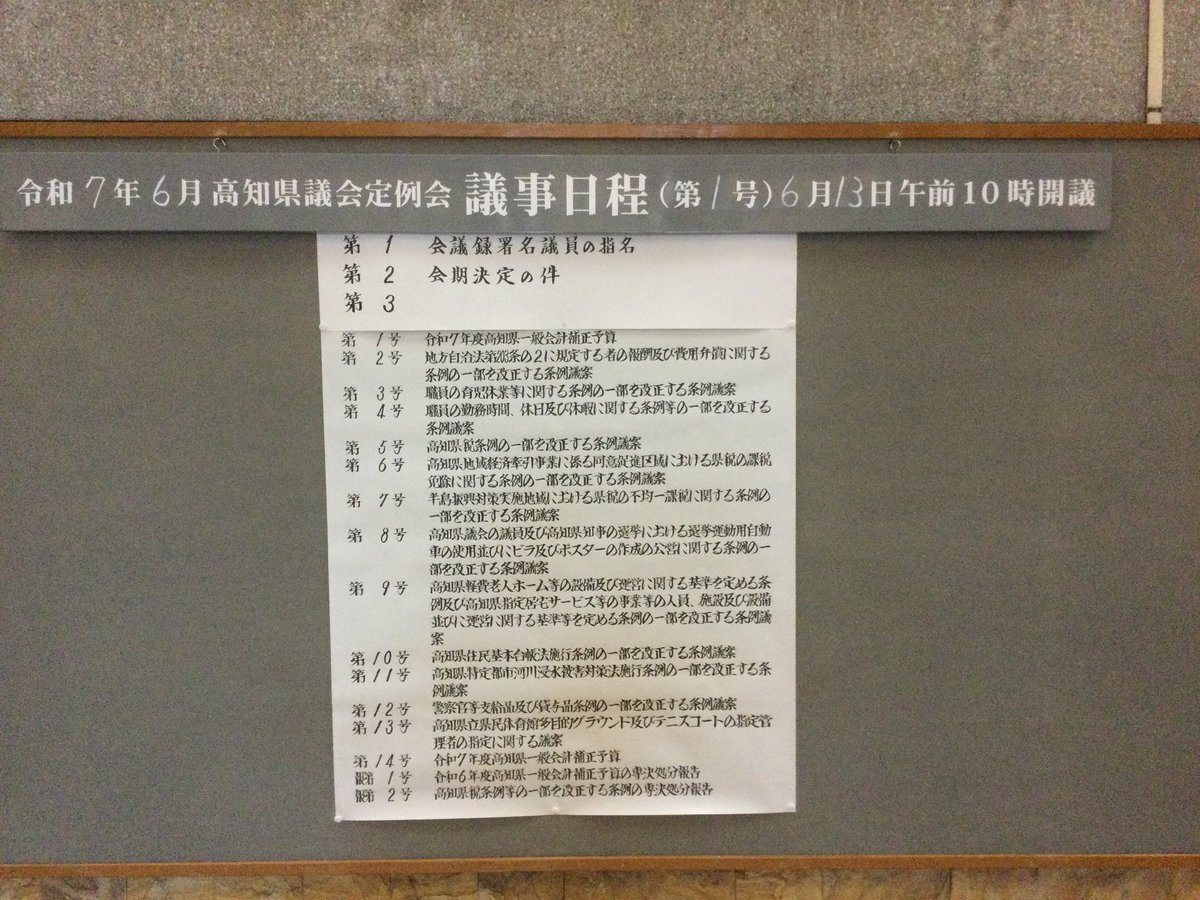 令和7年6月高知県議会定例会 議事日程(第1号)6月13日午前10時開議
第 1 会議録署名議員の指名
第 2 会期決定の件
第 3
第 1号 令和7年度高知県一般会計補正予算
第 2号 地方自治法第203条の2に規定する者の報酬及び費用弁償に関する
条例の一部を改正する条例議案
第 3号 職員の育児休業等に関する条例の一部を改正する条例議案
第 4号 職員の勤務時間、休日及び休暇に関する条例等の一部を改正する
条例議案
第 5号 高知県税条例の一部を改正する条例議案
第 6号 高知県地域経済牽引事業に係る同意促進区域における県税の課税
免除に関する条例の一部を改正する条例議案
第 7号 半島振興対策実施地域における県税の不均一課税に関する条例の
一部を改正する条例議案
第 8号 高知県議会の議員及び高知県知事の選挙における選挙運動用自動
車の使用並びにビラ及びポスターの作成の公営に関する条例の一
部を改正する条例議案
第 9号 高知県軽費老人ホーム等の設備及び運営に関する基準を定める条
例及び高知県指定居宅サービス等の事業等の人員、施設及び設備
並びに運営に関する基準等を定める条例の一部を改正する条例議
案
第10号 高知県住民基本台帳法施行条例の一部を改正する条例議案
第11号 高知県特定都市河川浸水被害対策法施行条例の一部を改正する条
例議案
第12号 警察官等支給品及び貸与品条例の一部を改正する条例議案
第13号 高知県立県民体育館多目的グラウンド及びテニスコートの指定管
理者の指定に関する議案
第14号 令和7年度高知県一般会計補正予算
報第 1号 令和6年度高知県一般会計補正予算の専決処分報告
報第 2号 高知県税条例等の一部を改正する条例の専決処分報告